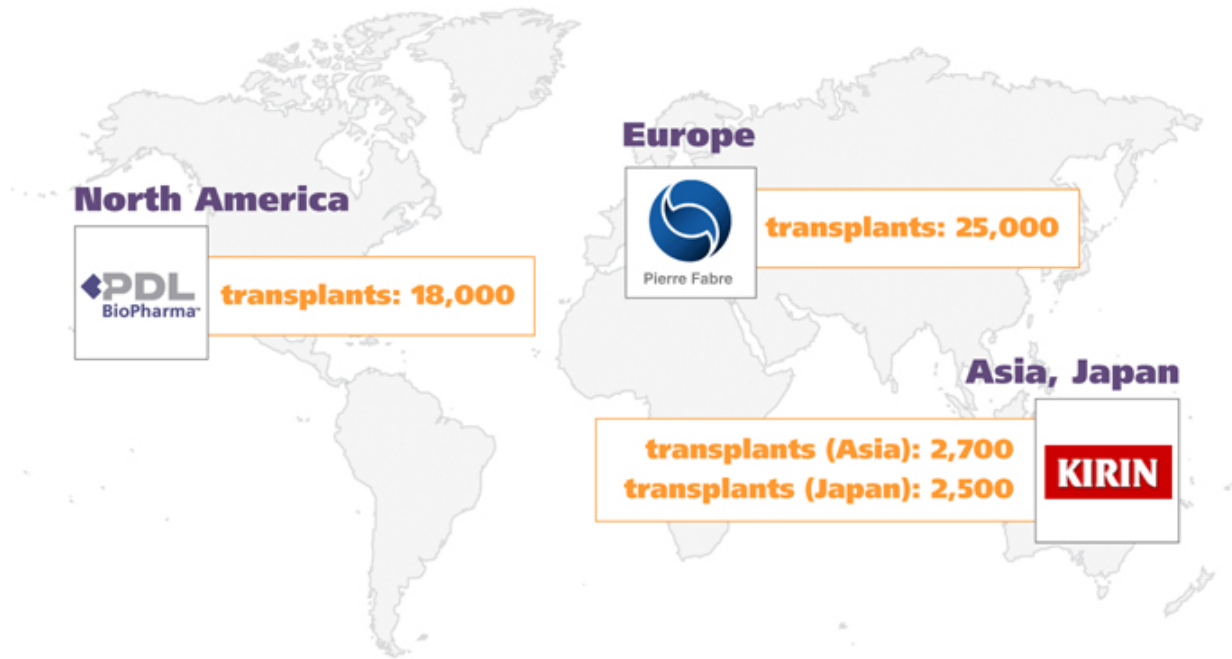 North America
PDL
BioPharma™
transplants: 18,000
Europe
Pierre Fabre
transplants: 25,000
Asia, Japan
transplants (Asia): 2,700
transplants (Japan): 2,500
KIRIN